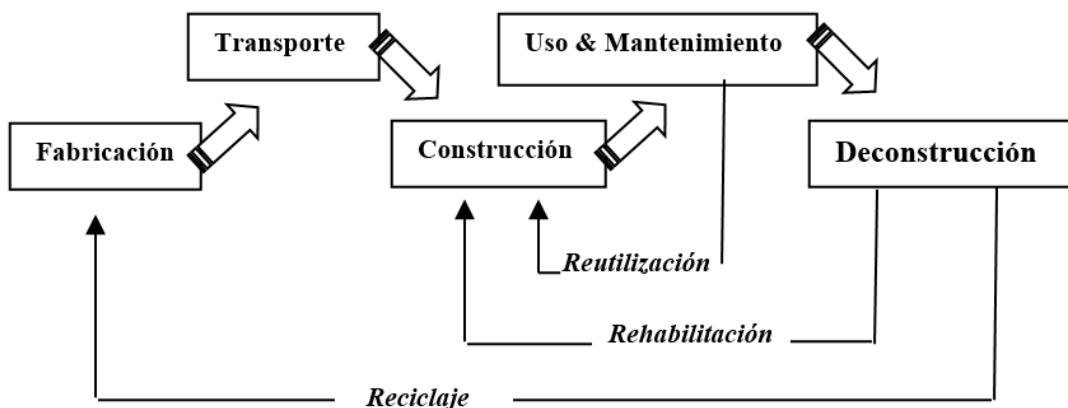 Transporte
Uso & Mantenimiento
Fabricación
Construcción
Deconstrucción
Reutilización
Rehabilitación
Reciclaje